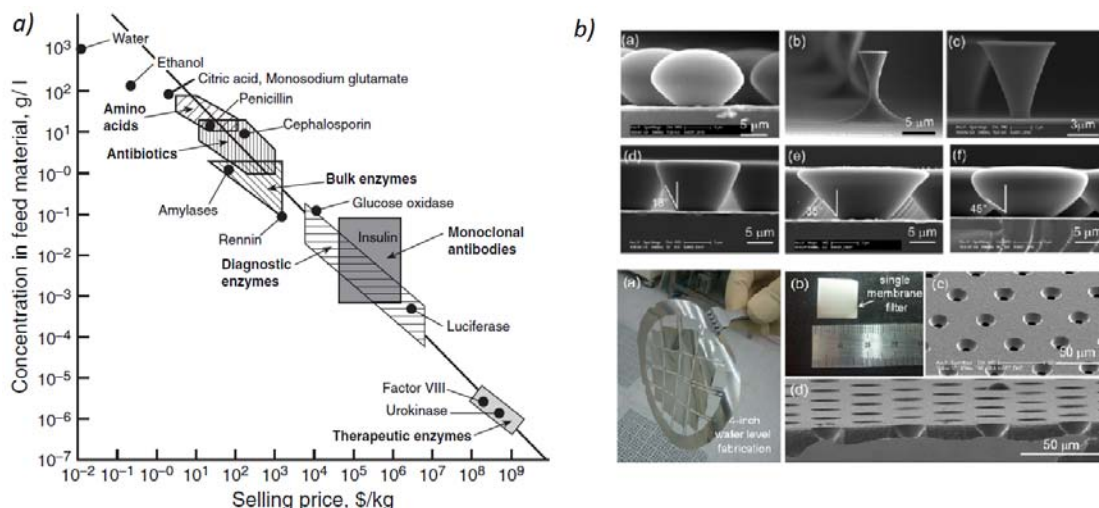 a)
Concentration in feed material, g/ l
10³
10²
10¹
10⁻⁰
10⁻¹
10⁻²
10⁻³
10⁻⁴
10⁻⁵
10⁻⁶
10⁻⁷
Water
Ethanol
Citric acid, Monosodium glutamate
Penicillin
Amino
acids
Cephalosporin
Antibiotics
Bulk enzymes
Amylases
Rennin
Glucose oxidase
Insulin
Monoclonal
antibodies
Diagnostic
enzymes
Luciferase
Factor VIII
Urokinase
Therapeutic enzymes
10⁻² 10⁻¹ 10⁻⁰ 10¹ 10² 10³ 10⁴ 10⁵ 10⁶ 10⁷ 10⁸ 10⁹
Selling price, $/kg
b)
(a)
5 μm
(b)
5 μm
(c)
3μm
(d)
18°
5 μm
(e)
5 μm
(f)
45°
5 μm
(a)
4-inch
wafer level
fabrication
(b)
single
membrane
filter
(c)
50 μm
(d)
50 μm